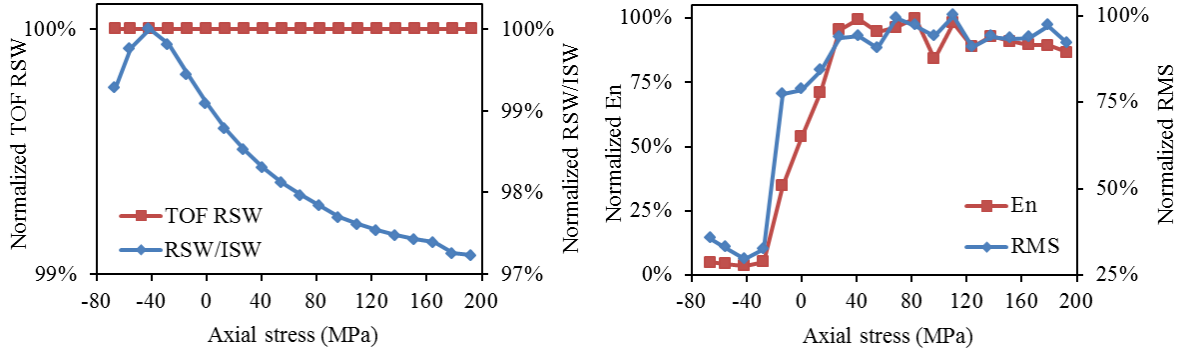 100%
99%
Normalized TOF RSW
100%
99%
98%
97%
Normalized RSW/ISW
TOF RSW
RSW/ISW
-80 -40 0 40 80 120 160 200
Axial stress (MPa)
100%
75%
50%
25%
0%
Normalized En
100%
75%
50%
25%
Normalized RMS
En
RMS
-80 -40 0 40 80 120 160 200
Axial stress (MPa)